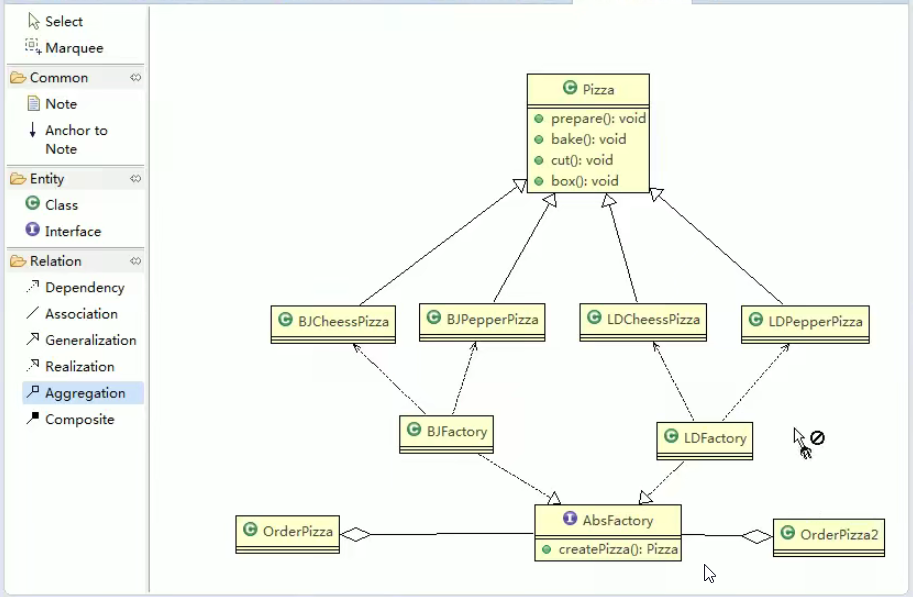 Select
Marquee
Common
Note
Anchor to
Note
Entity
Class
Interface
Relation
Dependency
Association
Generalization
Realization
Aggregation
Composite
C Pizza
prepare(): void
bake(): void
cut(): void
box(): void
C BJCheessPizza
C BJPepperPizza
C LDCheessPizza
C LDPepperPizza
C BJFactory
C LDFactory
C OrderPizza
I AbsFactory
createPizza(): Pizza
C OrderPizza2